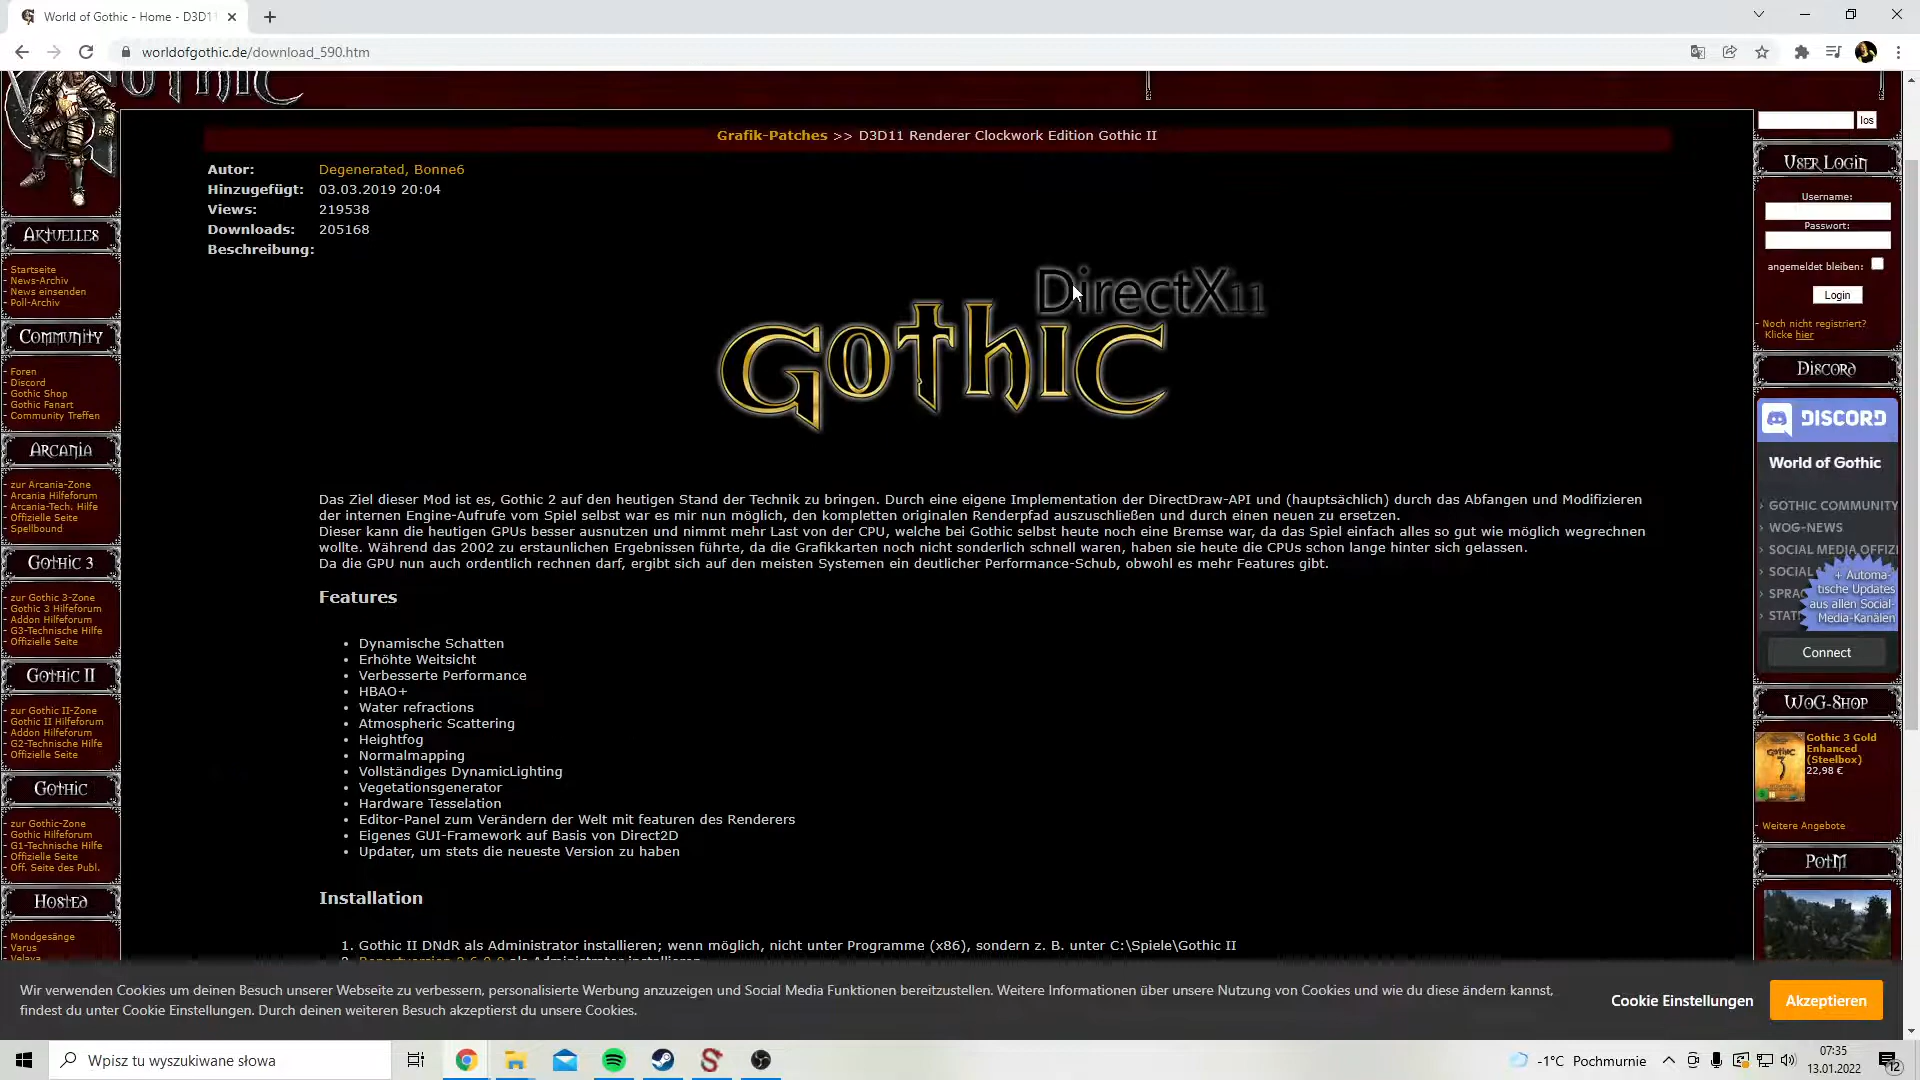 World of Gothic - Home - D3D11
worldofgothic.de/download_590.htm
GOTHIC
Grafik-Patches >> D3D11 Renderer Clockwork Edition Gothic II
Autor: Degenerated, Bonne6
Hinzugefügt: 03.03.2019 20:04
Views: 219538
Downloads: 205168
Beschreibung:
DirectX11
GOTHIC
Das Ziel dieser Mod ist es, Gothic 2 auf den heutigen Stand der Technik zu bringen. Durch eine eigene Implementation der DirectDraw-API und (hauptsächlich) durch das Abfangen und Modifizieren
der internen Engine-Aufrufe vom Spiel selbst war es mir nun möglich, den kompletten originalen Renderpfad auszuschließen und durch einen neuen zu ersetzen.
Dieser kann die heutigen GPUs besser ausnutzen und nimmt mehr Last von der CPU, welche bei Gothic selbst heute noch eine Bremse war, da das Spiel einfach alles so gut wie möglich wegrechnen
wollte. Während das 2002 zu erstaunlichen Ergebnissen führte, da die Grafikkarten noch nicht sonderlich schnell waren, haben sie heute die CPUs schon lange hinter sich gelassen.
Da die GPU nun auch ordentlich rechnen darf, ergibt sich auf den meisten Systemen ein deutlicher Performance-Schub, obwohl es mehr Features gibt.
Features
• Dynamische Schatten
• Erhöhte Weitsicht
• Verbesserte Performance
• HBAO+
• Water refractions
• Atmospheric Scattering
• Heightfog
• Normalmapping
• Vollständiges DynamicLighting
• Vegetationsgenerator
• Hardware Tesselation
• Editor-Panel zum Verändern der Welt mit features des Renderers
• Eigenes GUI-Framework auf Basis von Direct2D
• Updater, um stets die neueste Version zu haben
Installation
1. Gothic II DNdR als Administrator installieren; wenn möglich, nicht unter Programme (x86), sondern z. B. unter C:\Spiele\Gothic II
Aktuelles
- Startseite
- News-Archiv
- News einsenden
- Poll-Archiv
Community
- Foren
- Discord
- Gothic Shop
- Gothic Fanart
- Community Treffen
Arcania
- zur Arcania-Zone
- Arcania Hilfeforum
- Arcania-Tech. Hilfe
- Offizielle Seite
- Spellbound
Gothic 3
- zur Gothic 3-Zone
- Gothic 3 Hilfeforum
- Addon Hilfeforum
- G3-Technische Hilfe
- Offizielle Seite
Gothic II
- zur Gothic II-Zone
- Gothic II Hilfeforum
- Addon Hilfeforum
- G2-Technische Hilfe
- Offizielle Seite
Gothic
- zur Gothic-Zone
- Gothic Hilfeforum
- G1-Technische Hilfe
- Offizielle Seite
- Off. Seite des Publ.
Hosted
- Mondgesänge
- Varus
- Velaya
los
User Login
Username:
Passwort:
angemeldet bleiben:
Login
- Noch nicht registriert?
Klicke hier
Discord
DISCORD
World of Gothic
› GOTHIC COMMUNITY
› WOG-NEWS
› SOCIAL MEDIA OFFIZI
› SOCIAL
› SPRAC
› STAT
+ Automa-
tische Updates
aus allen Social-
Media-Kanälen
Connect
WoG-Shop
Gothic 3 Gold
Enhanced
(Steelbox)
22,98 €
- Weitere Angebote
PotM
Wir verwenden Cookies um deinen Besuch unserer Webseite zu verbessern, personalisierte Werbung anzuzeigen und Social Media Funktionen bereitzustellen. Weitere Informationen über unsere Nutzung von Cookies und wie du diese ändern kannst,
findest du unter Cookie Einstellungen. Durch deinen weiteren Besuch akzeptierst du unsere Cookies.
Cookie Einstellungen
Akzeptieren
Wpisz tu wyszukiwane słowa
-1°C Pochmurnie
07:35
13.01.2022
12